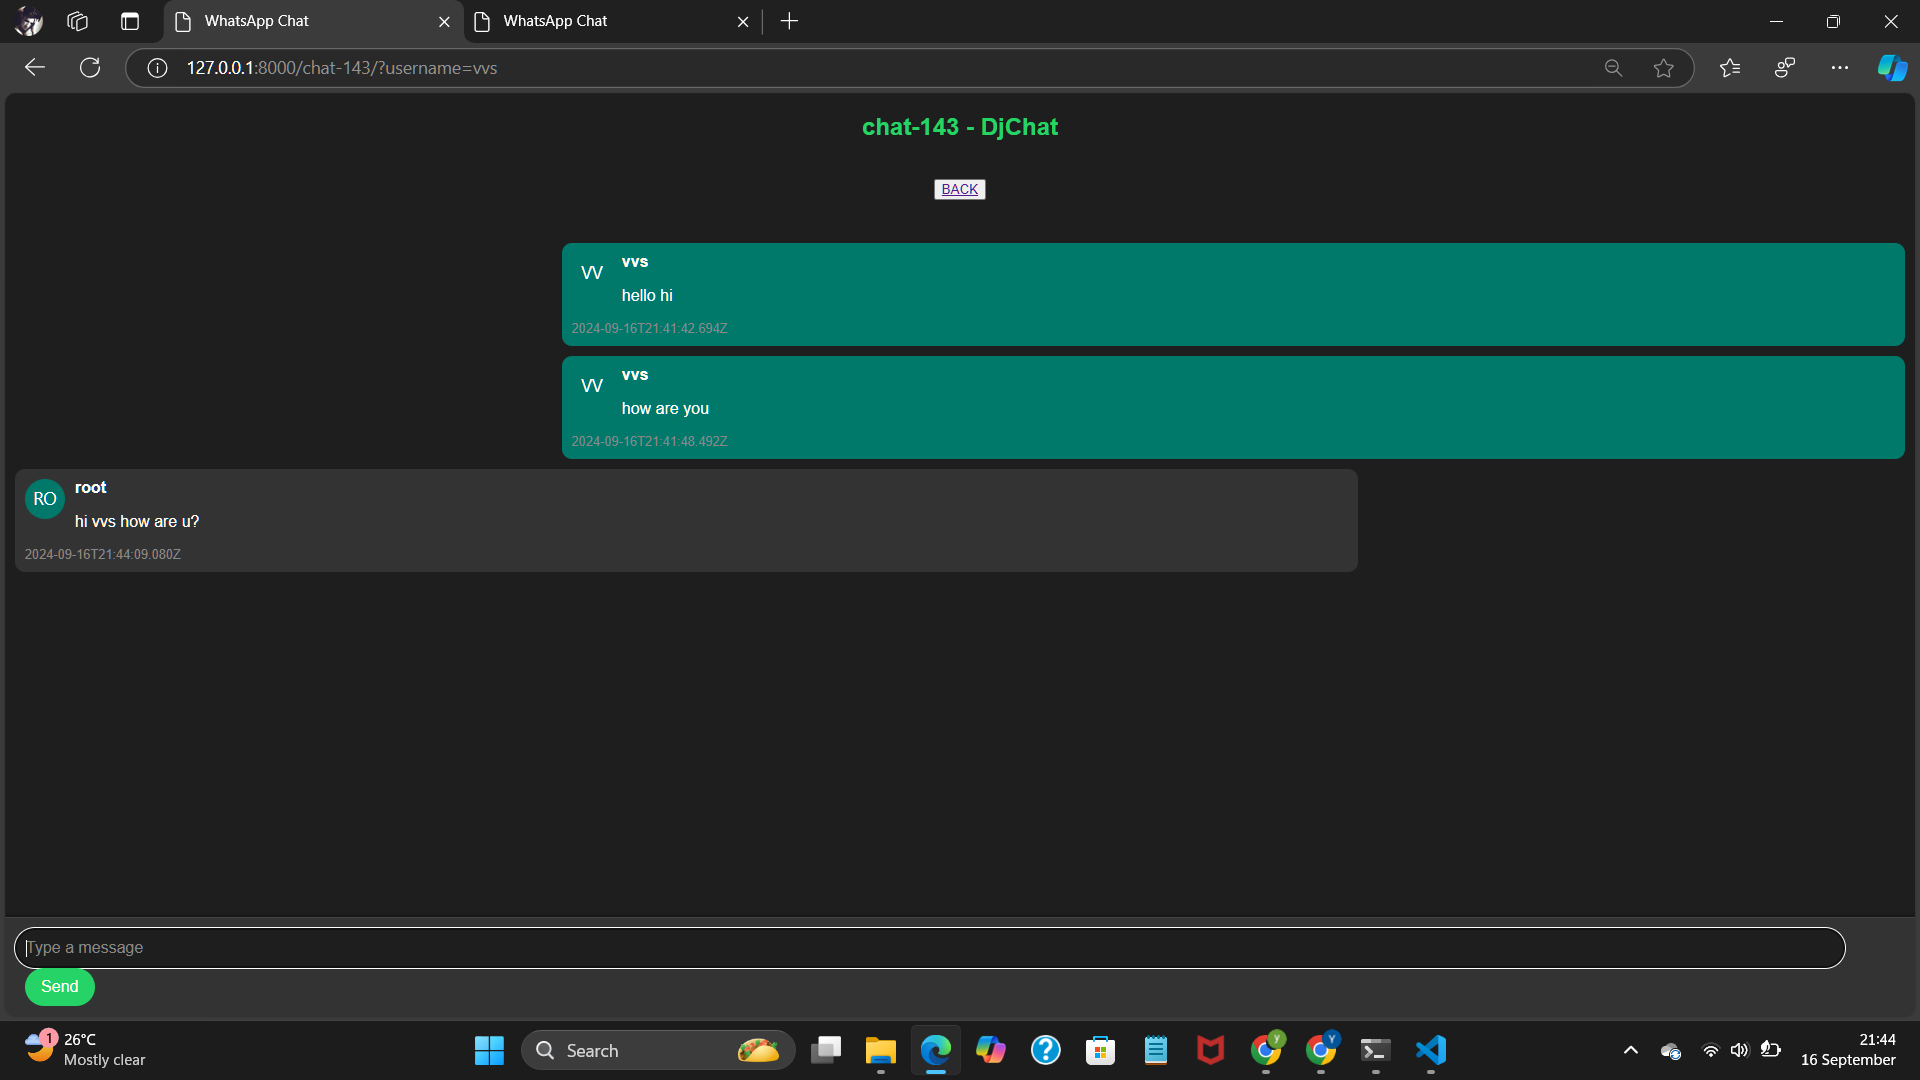 WhatsApp Chat
WhatsApp Chat
127.0.0.1:8000/chat-143/?username=vvs
chat-143 - DjChat
BACK
VV
vvs
hello hi
2024-09-16T21:41:42.694Z
VV
vvs
how are you
2024-09-16T21:41:48.492Z
RO
root
hi vvs how are u?
2024-09-16T21:44:09.080Z
Type a message
Send
1
26°C
Mostly clear
Search
Y
Y
21:44
16 September